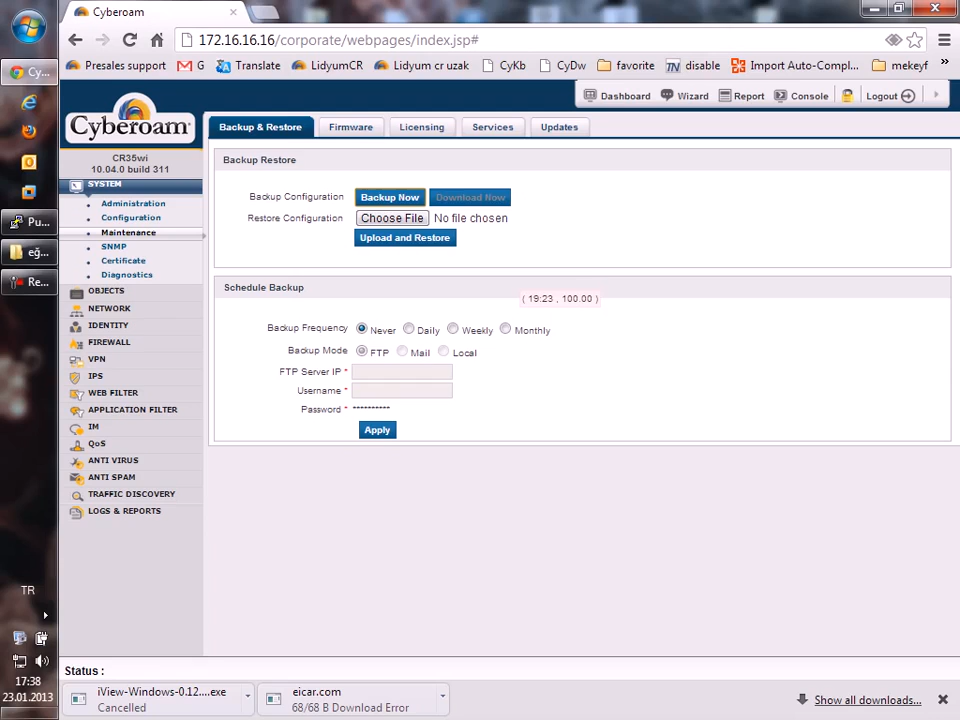 Cyberoam
172.16.16.16/corporate/webpages/index.jsp#
Presales support G Translate LidyumCR Lidyum cr uzak CyKb CyDw favorite disable Import Auto-Compl... mekeyf »
Cy...
Pu...
eğ...
Re...
TR
17:38
23.01.2013
Cyberoam
CR35wi
10.04.0 build 311
Dashboard Wizard Report Console Logout
Backup & Restore Firmware Licensing Services Updates
SYSTEM
Administration
Configuration
Maintenance
SNMP
Certificate
Diagnostics
OBJECTS
NETWORK
IDENTITY
FIREWALL
VPN
IPS
WEB FILTER
APPLICATION FILTER
IM
QoS
ANTI VIRUS
ANTI SPAM
TRAFFIC DISCOVERY
LOGS & REPORTS
Backup Restore
Backup Configuration Backup Now Download Now
Restore Configuration Choose File No file chosen
Upload and Restore
Schedule Backup
( 19:23 , 100.00 )
Backup Frequency Never Daily Weekly Monthly
Backup Mode FTP Mail Local
FTP Server IP *
Username *
Password * **********
Apply
Status :
iView-Windows-0.12....exe
Cancelled
eicar.com
68/68 B Download Error
Show all downloads...